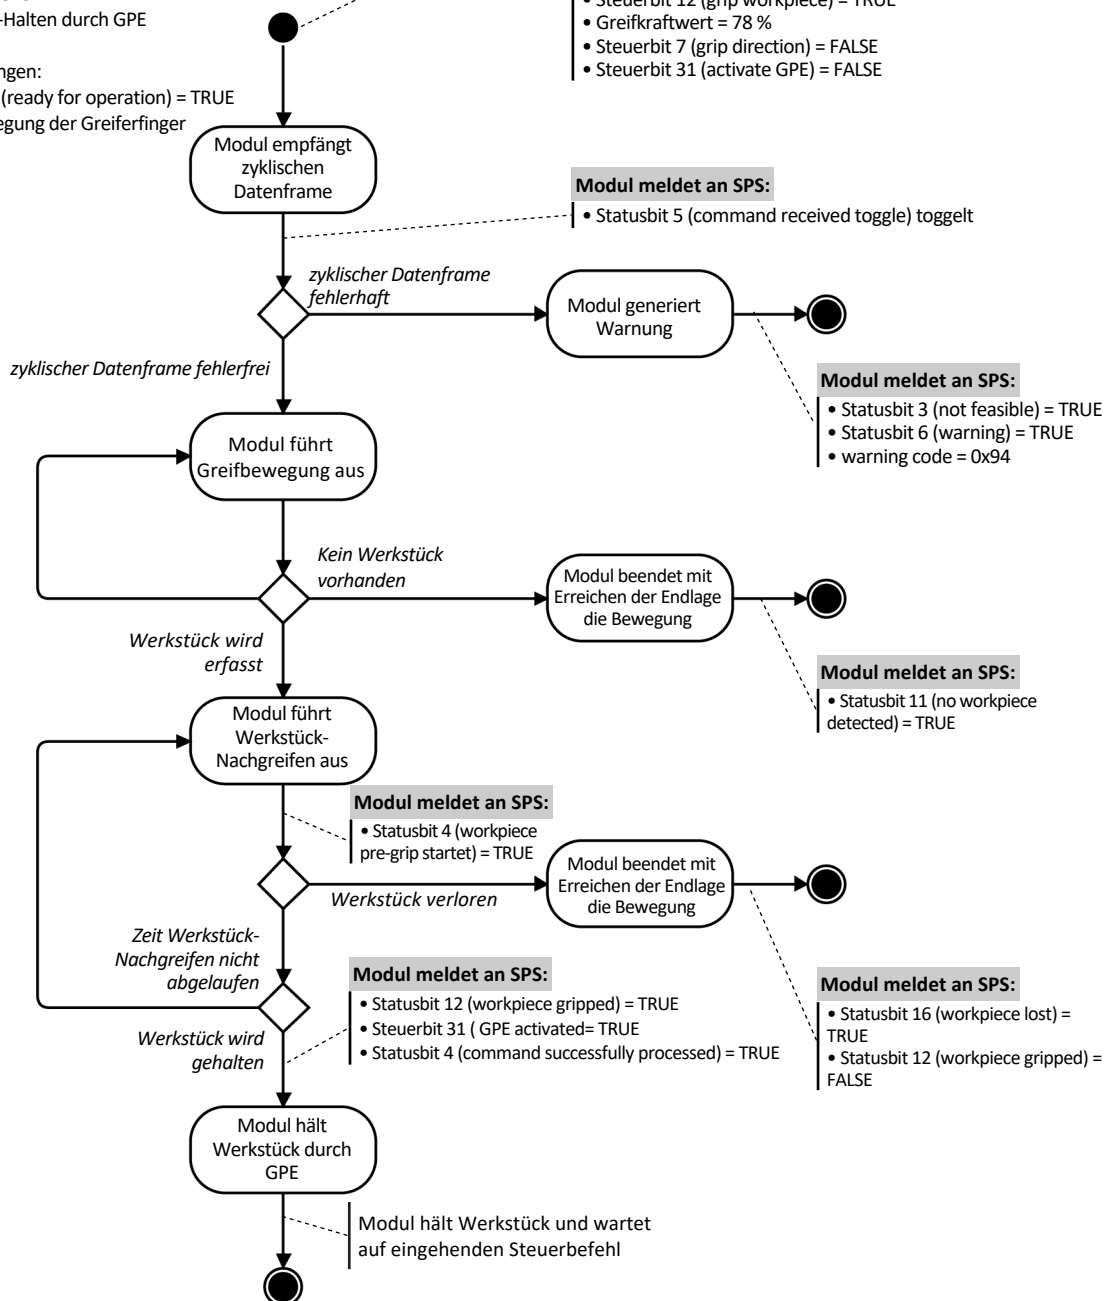 -Halten durch GPE
ngen:
(ready for operation) = TRUE
egung der Greiferfinger
• Steuerbit 12 (grip workpiece) = TRUE
• Greifkraftwert = 78 %
• Steuerbit 7 (grip direction) = FALSE
• Steuerbit 31 (activate GPE) = FALSE
Modul empfängt
zyklischen
Datenframe
Modul meldet an SPS:
• Statusbit 5 (command received toggle) toggelt
zyklischer Datenframe
fehlerhaft
Modul generiert
Warnung
zyklischer Datenframe fehlerfrei
Modul meldet an SPS:
• Statusbit 3 (not feasible) = TRUE
• Statusbit 6 (warning) = TRUE
• warning code = 0x94
Modul führt
Greifbewegung aus
Kein Werkstück
vorhanden
Modul beendet mit
Erreichen der Endlage
die Bewegung
Werkstück wird
erfasst
Modul meldet an SPS:
• Statusbit 11 (no workpiece
detected) = TRUE
Modul führt
Werkstück-
Nachgreifen aus
Modul meldet an SPS:
• Statusbit 4 (workpiece
pre-grip startet) = TRUE
Modul beendet mit
Erreichen der Endlage
die Bewegung
Werkstück verloren
Zeit Werkstück-
Nachgreifen nicht
abgelaufen
Modul meldet an SPS:
• Statusbit 12 (workpiece gripped) = TRUE
• Steuerbit 31 ( GPE activated= TRUE
• Statusbit 4 (command successfully processed) = TRUE
Modul meldet an SPS:
• Statusbit 16 (workpiece lost) =
TRUE
• Statusbit 12 (workpiece gripped) =
FALSE
Werkstück wird
gehalten
Modul hält
Werkstück durch
GPE
Modul hält Werkstück und wartet
auf eingehenden Steuerbefehl